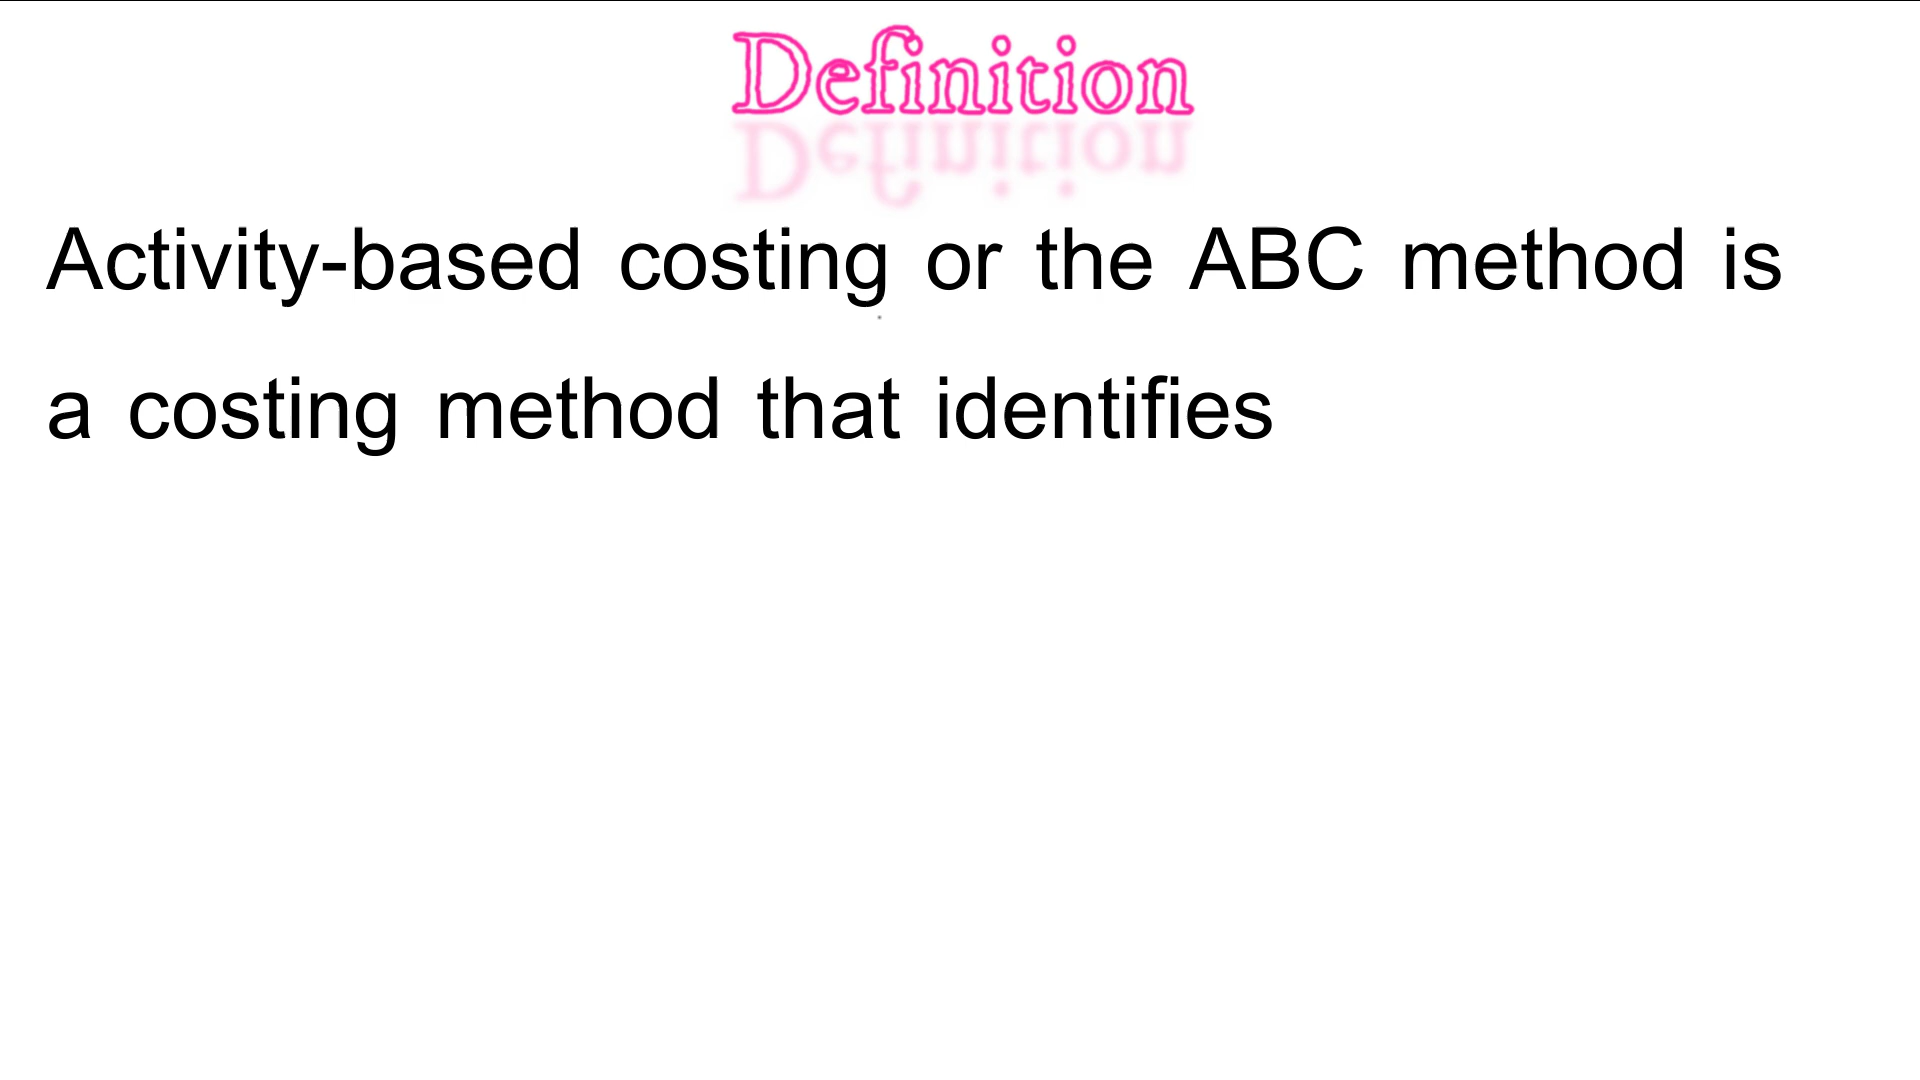 Definition
Activity-based costing or the ABC method is
a costing method that identifies